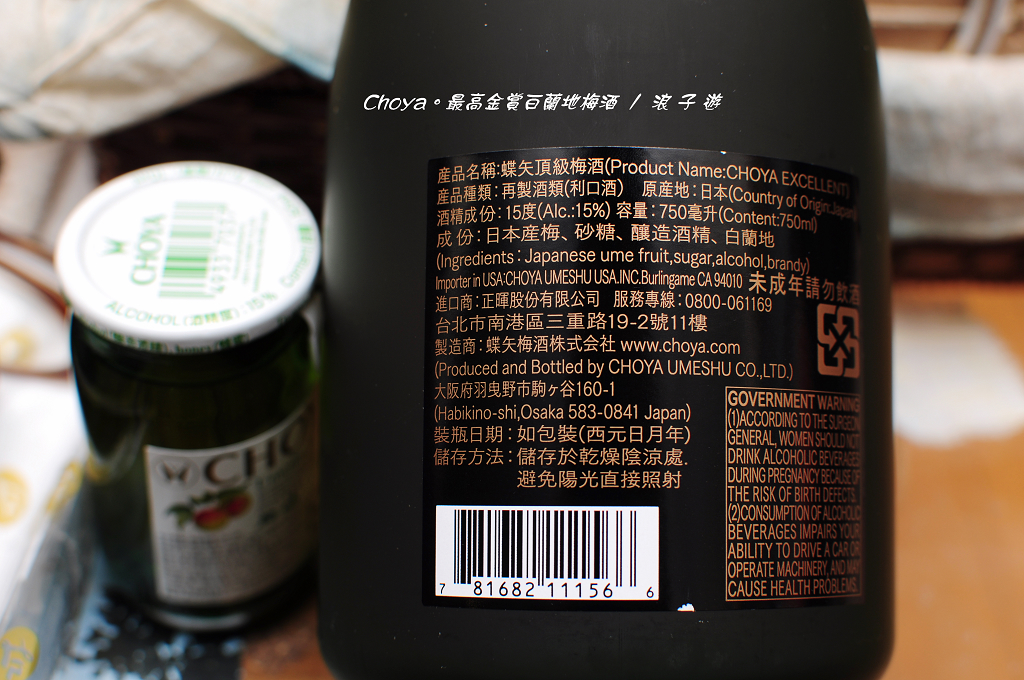 Choya。最高金賞白蘭地梅酒 / 浪子遊
產品名稱:蝶矢頂級梅酒(Product Name:CHOYA EXCELLENT)
產品種類:再製酒類(利口酒) 原產地:日本(Country of Origin:Japan)
酒精成份:15度(Alc.:15%) 容量:750毫升(Content:750ml)
成份:日本產梅、砂糖、釀造酒精、白蘭地
(Ingredients:Japanese ume fruit,sugar,alcohol,brandy)
Importer in USA:CHOYA UMESHU USA.INC.Burlingame CA 94010 未成年請勿飲酒
進口商:正暉股份有限公司 服務專線:0800-061169
台北市南港區三重路19-2號11樓
製造商:蝶矢梅酒株式会社 www.choya.com
(Produced and Bottled by CHOYA UMESHU CO.,LTD.)
大阪府羽曳野市駒ヶ谷160-1
(Habikino-shi,Osaka 583-0841 Japan)
裝瓶日期:如包裝(西元日月年)
儲存方法:儲存於乾燥陰涼處.
避免陽光直接照射
GOVERNMENT WARNING
(1)ACCORDING TO THE SURGEON
GENERAL, WOMEN SHOULD NOT
DRINK ALCOHOLIC BEVERAGES
DURING PREGNANCY BECAUSE OF
THE RISK OF BIRTH DEFECTS.
(2)CONSUMPTION OF ALCOHOLIC
BEVERAGES IMPAIRS YOUR
ABILITY TO DRIVE A CAR OR
OPERATE MACHINERY, AND MAY
CAUSE HEALTH PROBLEMS.
7 81682 11156 6
CHOYA
ALCOHOL(酒精度):15%
CHOY